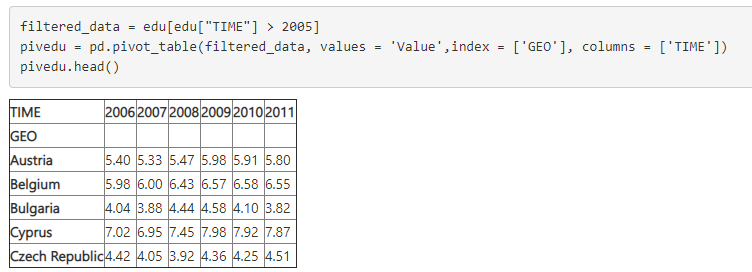 filtered_data = edu[edu["TIME"] > 2005]
pivedu = pd.pivot_table(filtered_data, values = 'Value',index = ['GEO'], columns = ['TIME'])
pivedu.head()
TIME 2006 2007 2008 2009 2010 2011
GEO
Austria 5.40 5.33 5.47 5.98 5.91 5.80
Belgium 5.98 6.00 6.43 6.57 6.58 6.55
Bulgaria 4.04 3.88 4.44 4.58 4.10 3.82
Cyprus 7.02 6.95 7.45 7.98 7.92 7.87
Czech Republic 4.42 4.05 3.92 4.36 4.25 4.51